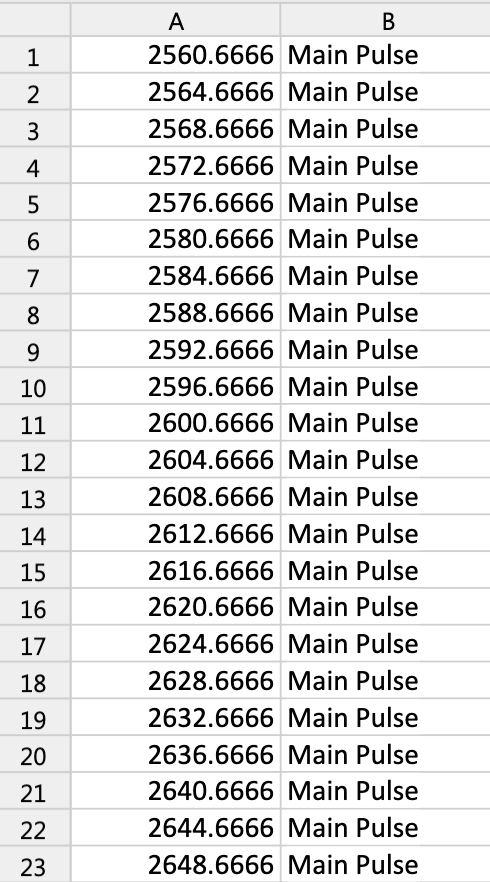 A B
1 2560.6666 Main Pulse
2 2564.6666 Main Pulse
3 2568.6666 Main Pulse
4 2572.6666 Main Pulse
5 2576.6666 Main Pulse
6 2580.6666 Main Pulse
7 2584.6666 Main Pulse
8 2588.6666 Main Pulse
9 2592.6666 Main Pulse
10 2596.6666 Main Pulse
11 2600.6666 Main Pulse
12 2604.6666 Main Pulse
13 2608.6666 Main Pulse
14 2612.6666 Main Pulse
15 2616.6666 Main Pulse
16 2620.6666 Main Pulse
17 2624.6666 Main Pulse
18 2628.6666 Main Pulse
19 2632.6666 Main Pulse
20 2636.6666 Main Pulse
21 2640.6666 Main Pulse
22 2644.6666 Main Pulse
23 2648.6666 Main Pulse